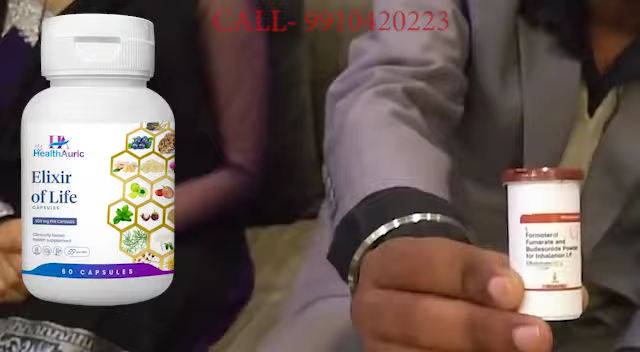 CALL- 9910420223
HealthAuric
Elixir
of Life
CAPSULES
60 CAPSULES
Formoterol
Fumarate and
Budesonide Powder
for Inhalation I.P.